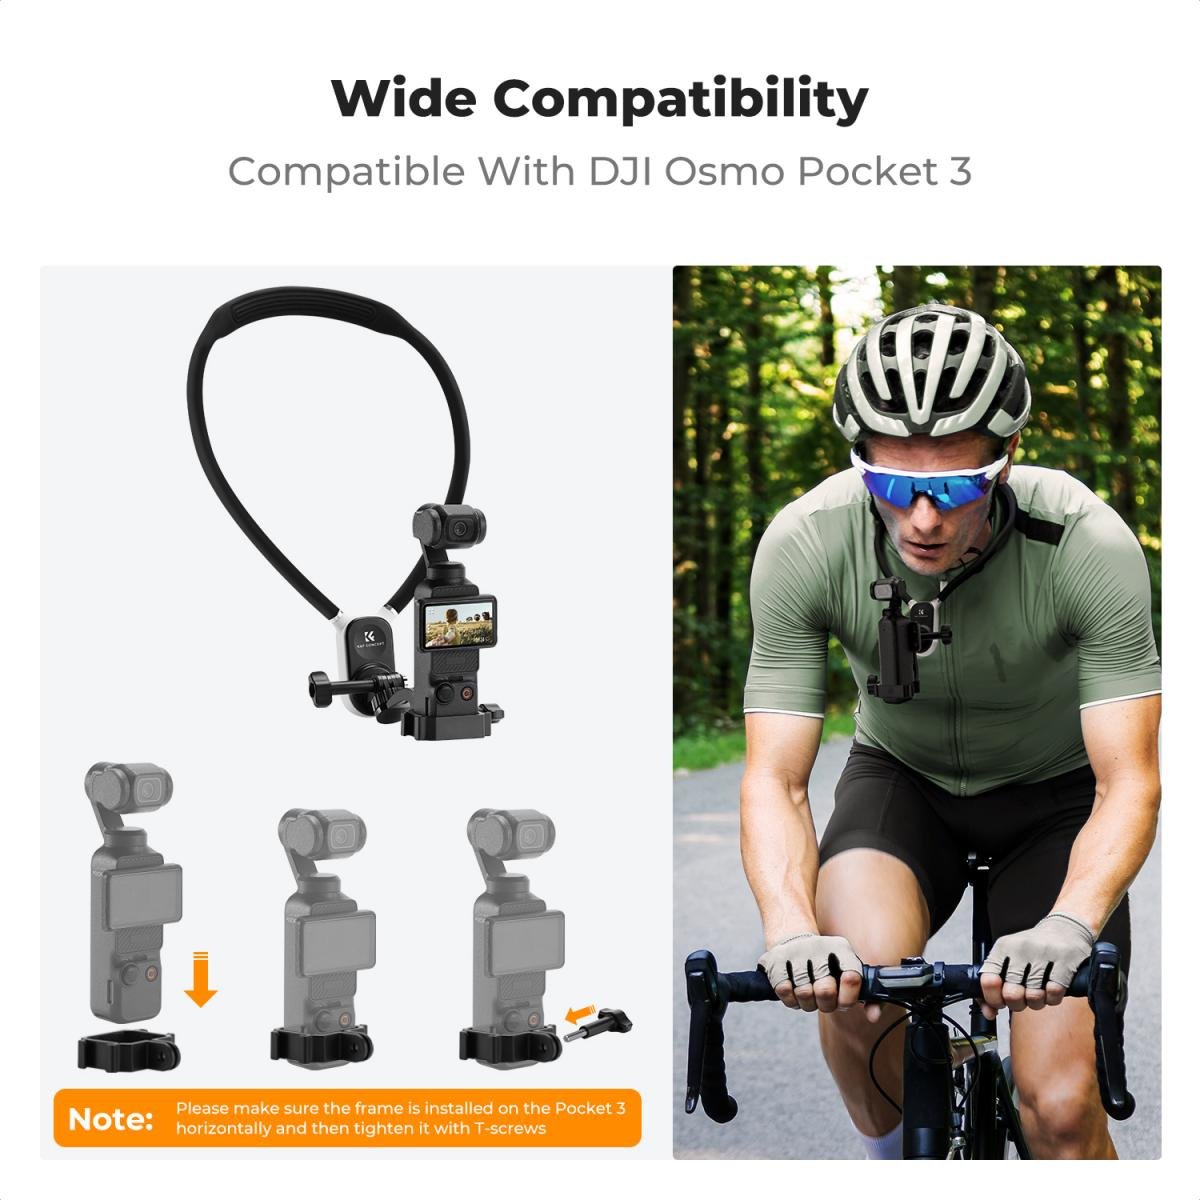 Wide Compatibility
Compatible With DJI Osmo Pocket 3
K&F CONCEPT
Note:
Please make sure the frame is installed on the Pocket 3
horizontally and then tighten it with T-screws